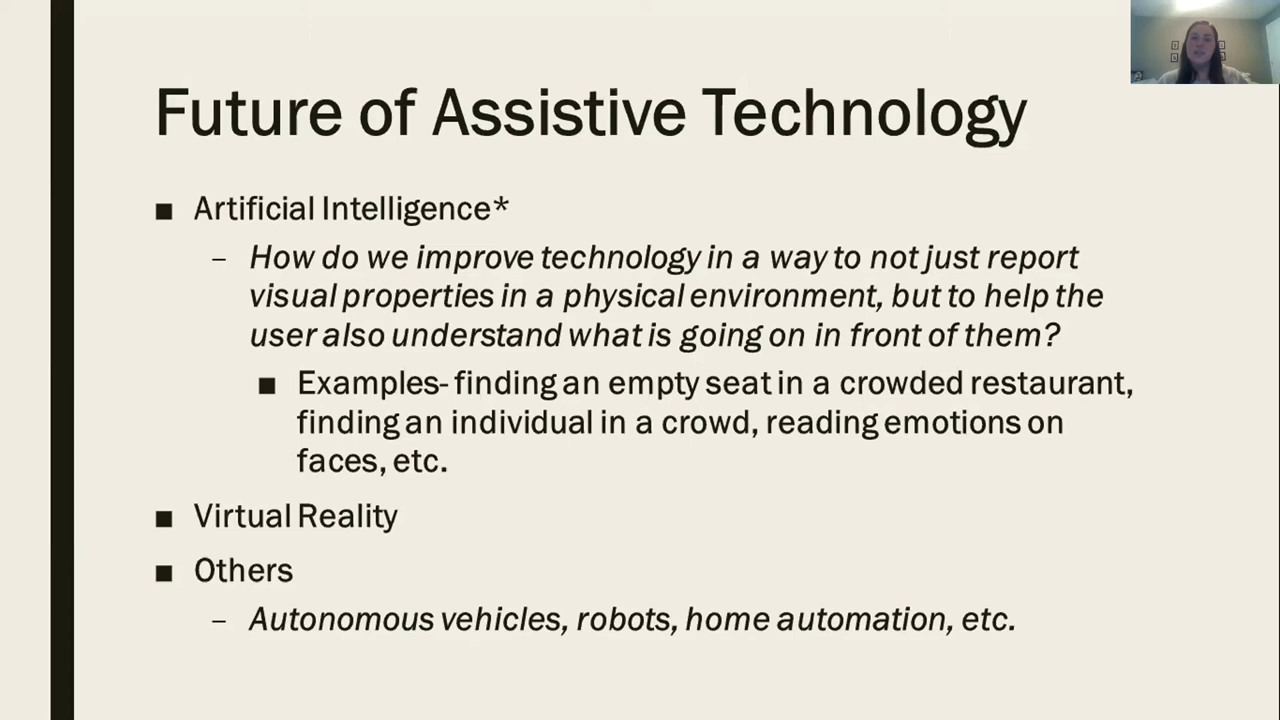 Future of Assistive Technology
■ Artificial Intelligence*
– How do we improve technology in a way to not just report
visual properties in a physical environment, but to help the
user also understand what is going on in front of them?
■ Examples- finding an empty seat in a crowded restaurant,
finding an individual in a crowd, reading emotions on
faces, etc.
■ Virtual Reality
■ Others
– Autonomous vehicles, robots, home automation, etc.